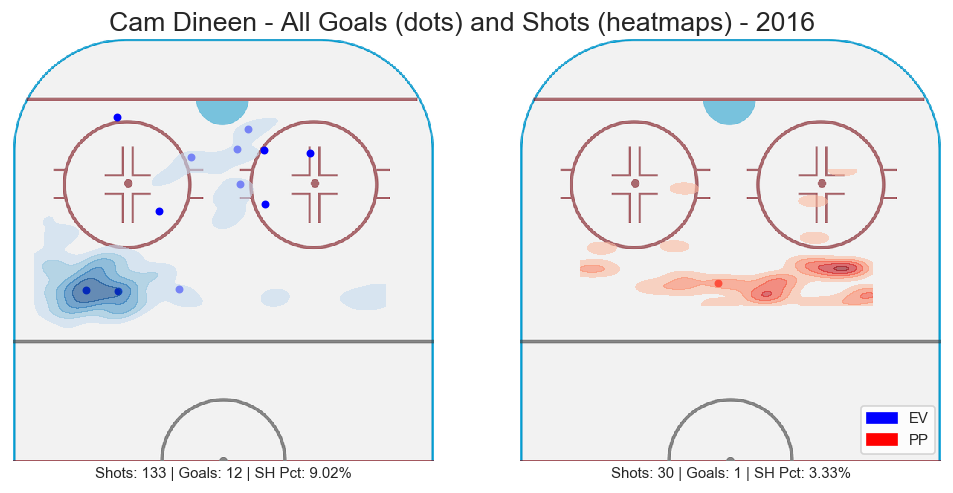 Cam Dineen - All Goals (dots) and Shots (heatmaps) - 2016
EV
PP
Shots: 133 | Goals: 12 | SH Pct: 9.02%
Shots: 30 | Goals: 1 | SH Pct: 3.33%